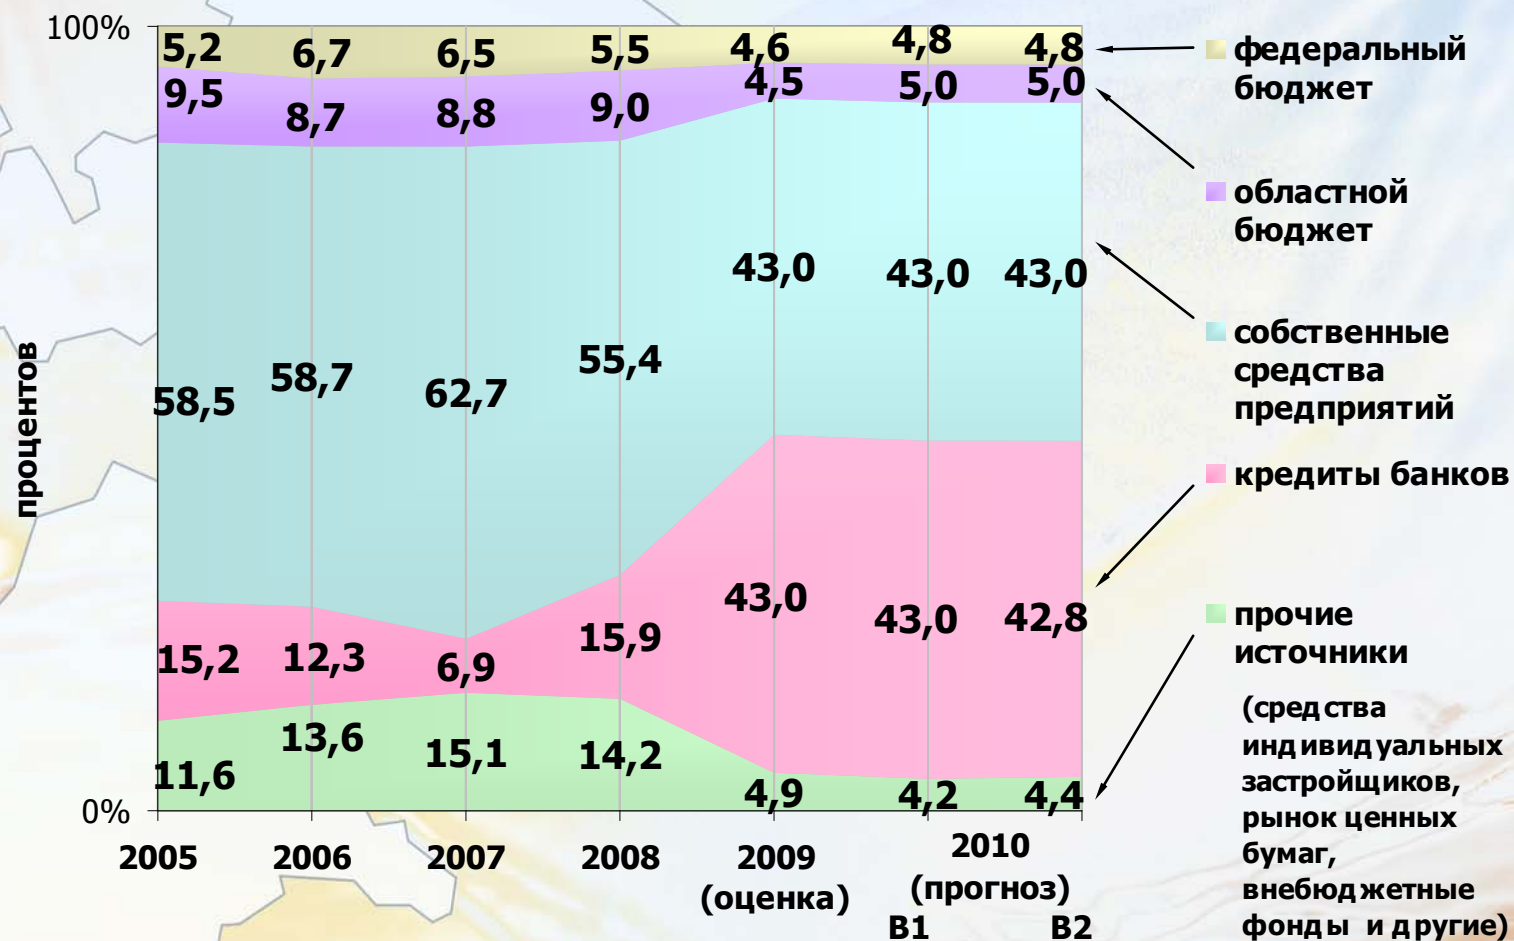 100%
5,2 6,7 6,5 5,5 4,6 4,8 4,8
9,5 8,7 8,8 9,0 4,5 5,0 5,0
58,5 58,7 62,7 55,4 43,0 43,0 43,0
15,2 12,3 6,9 15,9 43,0 43,0 42,8
11,6 13,6 15,1 14,2 4,9 4,2 4,4
0%
процентов
2005 2006 2007 2008 2009 2010
(оценка) (прогноз)
В1 В2
федеральный
бюджет
областной
бюджет
собственные
средства
предприятий
кредиты банков
прочие
источники
(средства
индивидуальных
застройщиков,
рынок ценных
бумаг,
внебюджетные
фонды и другие)